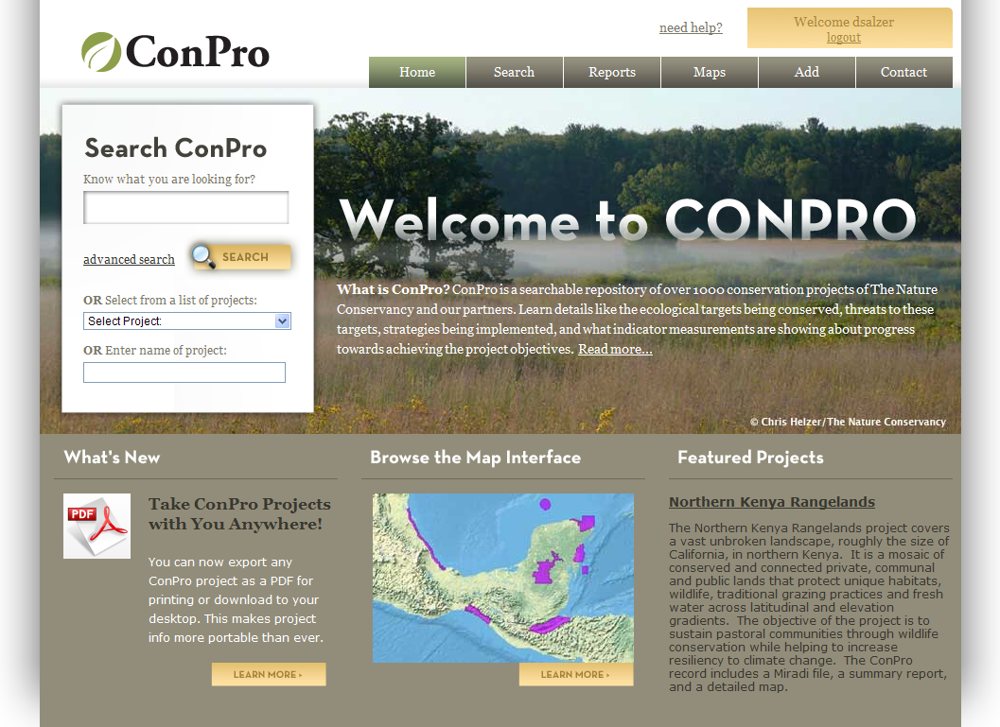 need help?
Welcome dsalzer
logout
ConPro
Home
Search
Reports
Maps
Add
Contact
Search ConPro
Know what you are looking for?
advanced search
SEARCH
OR Select from a list of projects:
Select Project:
OR Enter name of project:
Welcome to CONPRO
What is ConPro? ConPro is a searchable repository of over 1000 conservation projects of The Nature
Conservancy and our partners. Learn details like the ecological targets being conserved, threats to these
targets, strategies being implemented, and what indicator measurements are showing about progress
towards achieving the project objectives. Read more...
© Chris Helzer/The Nature Conservancy
What's New
PDF
Take ConPro Projects
with You Anywhere!
You can now export any
ConPro project as a PDF for
printing or download to your
desktop. This makes project
info more portable than ever.
LEARN MORE >
Browse the Map Interface
LEARN MORE >
Featured Projects
Northern Kenya Rangelands
The Northern Kenya Rangelands project covers
a vast unbroken landscape, roughly the size of
California, in northern Kenya. It is a mosaic of
conserved and connected private, communal
and public lands that protect unique habitats,
wildlife, traditional grazing practices and fresh
water across latitudinal and elevation
gradients. The objective of the project is to
sustain pastoral communities through wildlife
conservation while helping to increase
resiliency to climate change. The ConPro
record includes a Miradi file, a summary report,
and a detailed map.